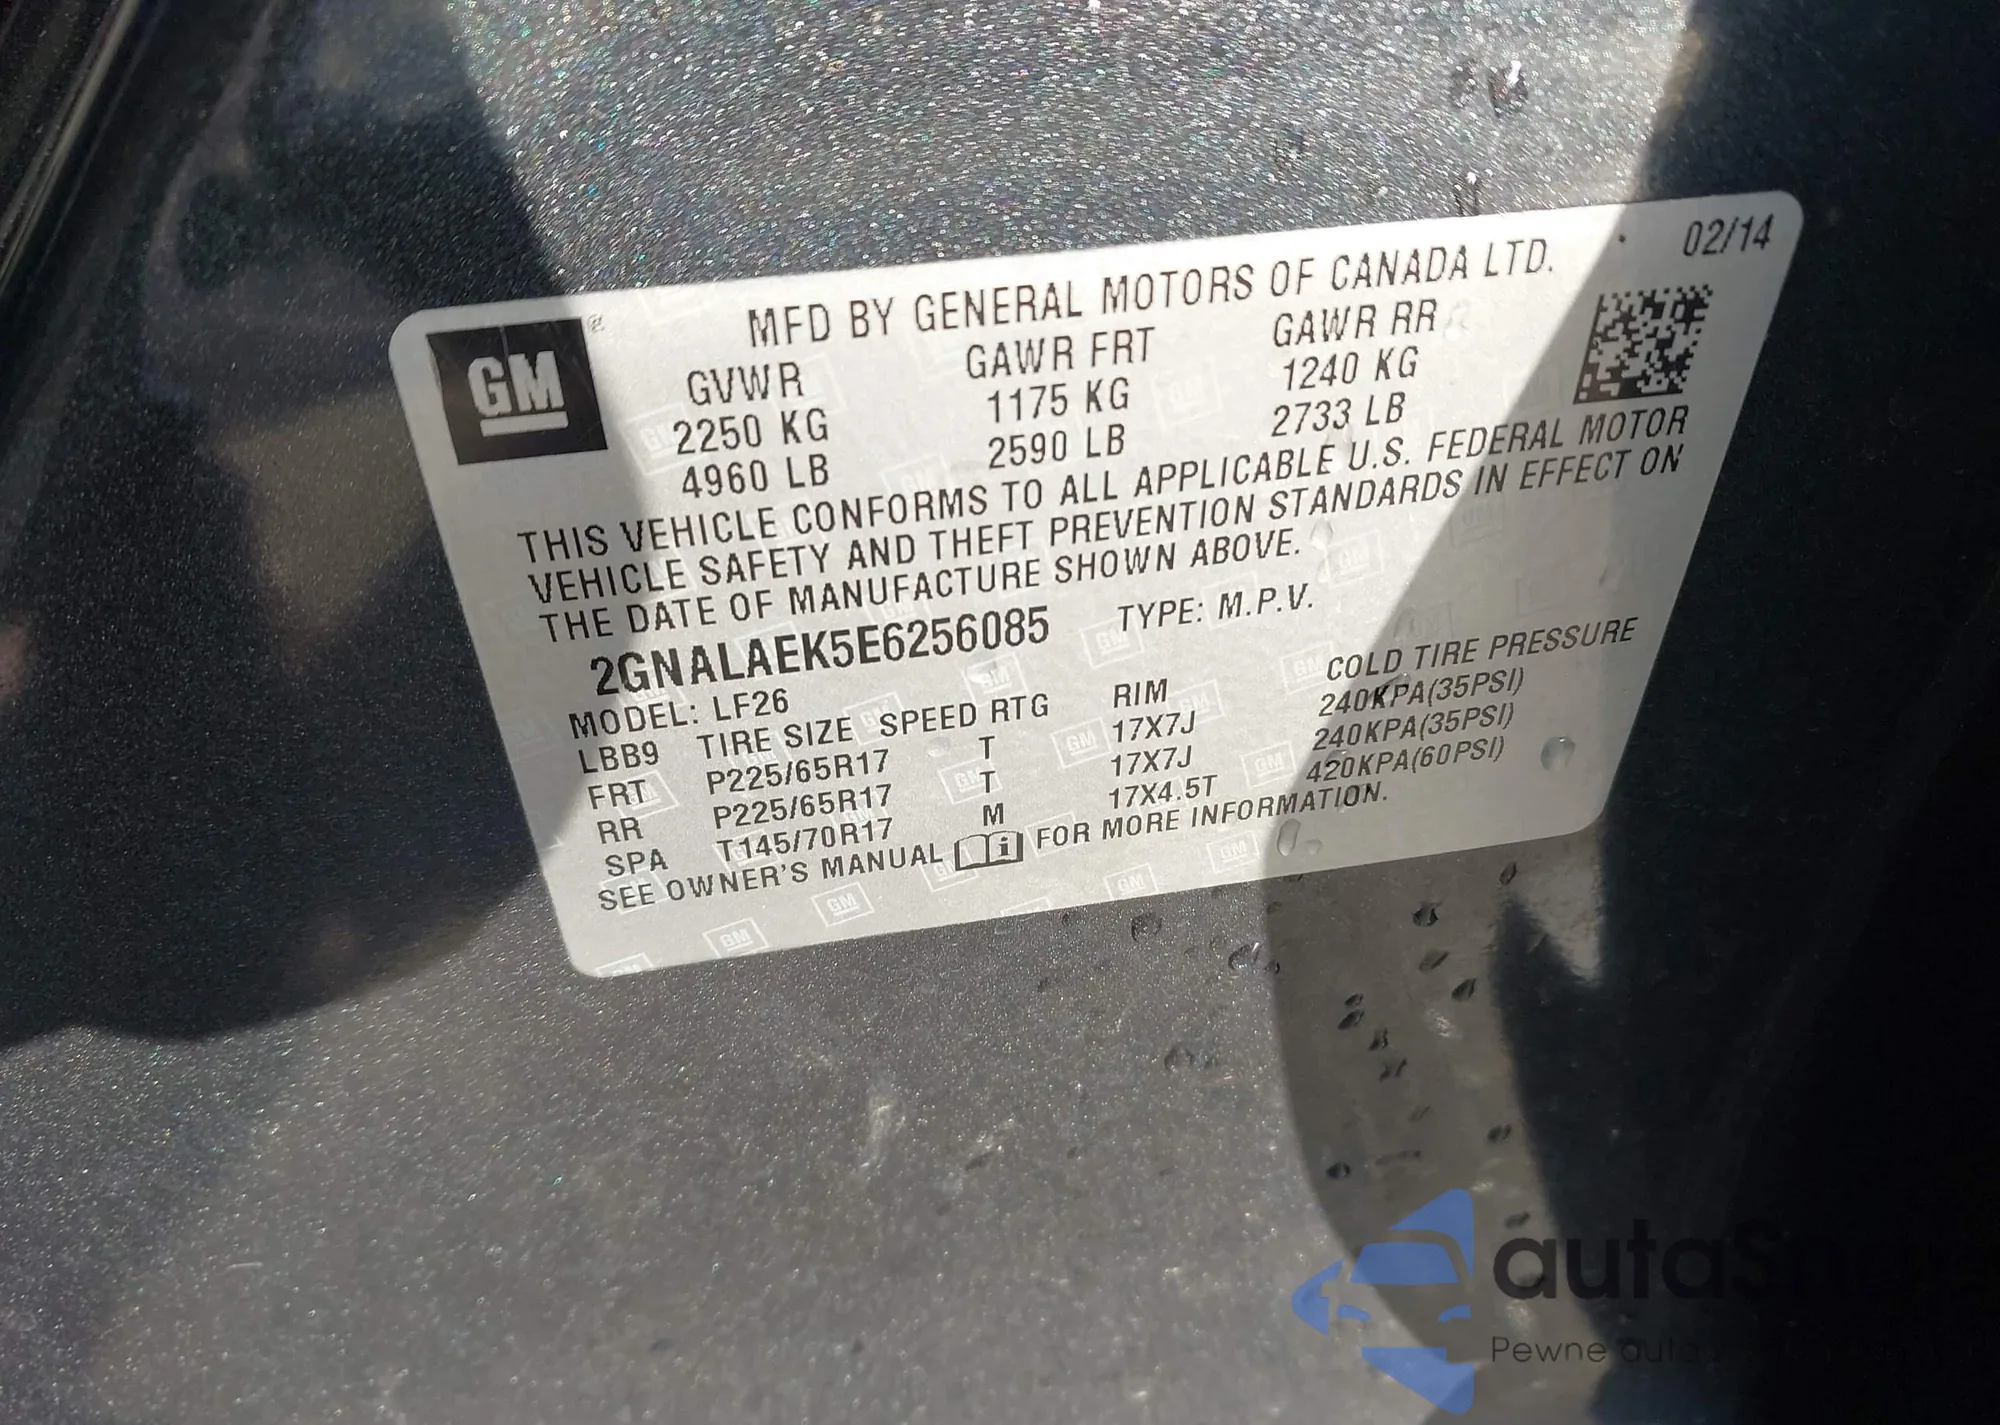 02/14
MFD BY GENERAL MOTORS OF CANADA LTD.
GM ®
GVWR GAWR FRT GAWR RR
2250 KG 1175 KG 1240 KG
4960 LB 2590 LB 2733 LB
THIS VEHICLE CONFORMS TO ALL APPLICABLE U.S. FEDERAL MOTOR
VEHICLE SAFETY AND THEFT PREVENTION STANDARDS IN EFFECT ON
THE DATE OF MANUFACTURE SHOWN ABOVE.
2GNALAEK5E6256085 TYPE: M.P.V.
MODEL: LF26
LBB9 TIRE SIZE SPEED RTG RIM COLD TIRE PRESSURE
FRT P225/65R17 T 17X7J 240KPA(35PSI)
RR P225/65R17 T 17X7J 240KPA(35PSI)
SPA T145/70R17 M 17X4.5T 420KPA(60PSI)
SEE OWNER'S MANUAL FOR MORE INFORMATION.
Pewne auta